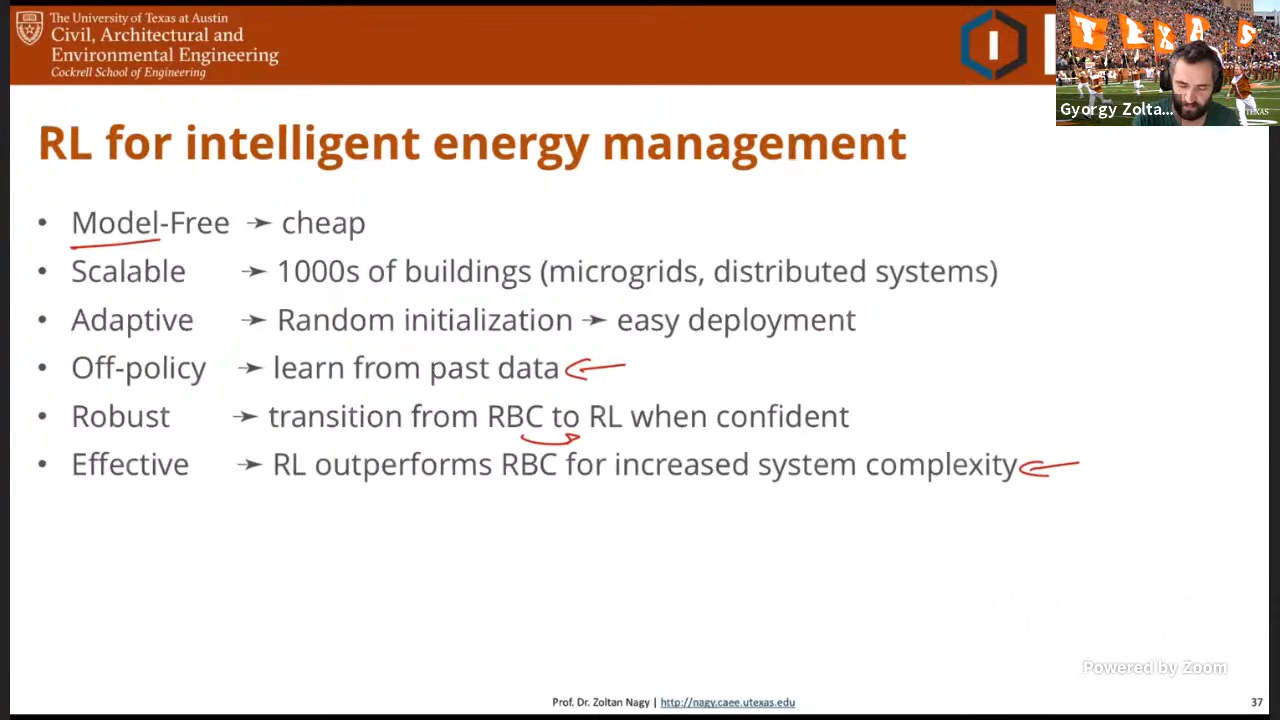 The University of Texas at Austin
Civil, Architectural and
Environmental Engineering
Cockrell School of Engineering
TEXAS
Gyorgy Zolta...
TEXAS
RL for intelligent energy management
• Model-Free ➛ cheap
• Scalable ➛ 1000s of buildings (microgrids, distributed systems)
• Adaptive ➛ Random initialization ➛ easy deployment
• Off-policy ➛ learn from past data
• Robust ➛ transition from RBC to RL when confident
• Effective ➛ RL outperforms RBC for increased system complexity
Powered by Zoom
Prof. Dr. Zoltan Nagy | http://nagy.caee.utexas.edu
37